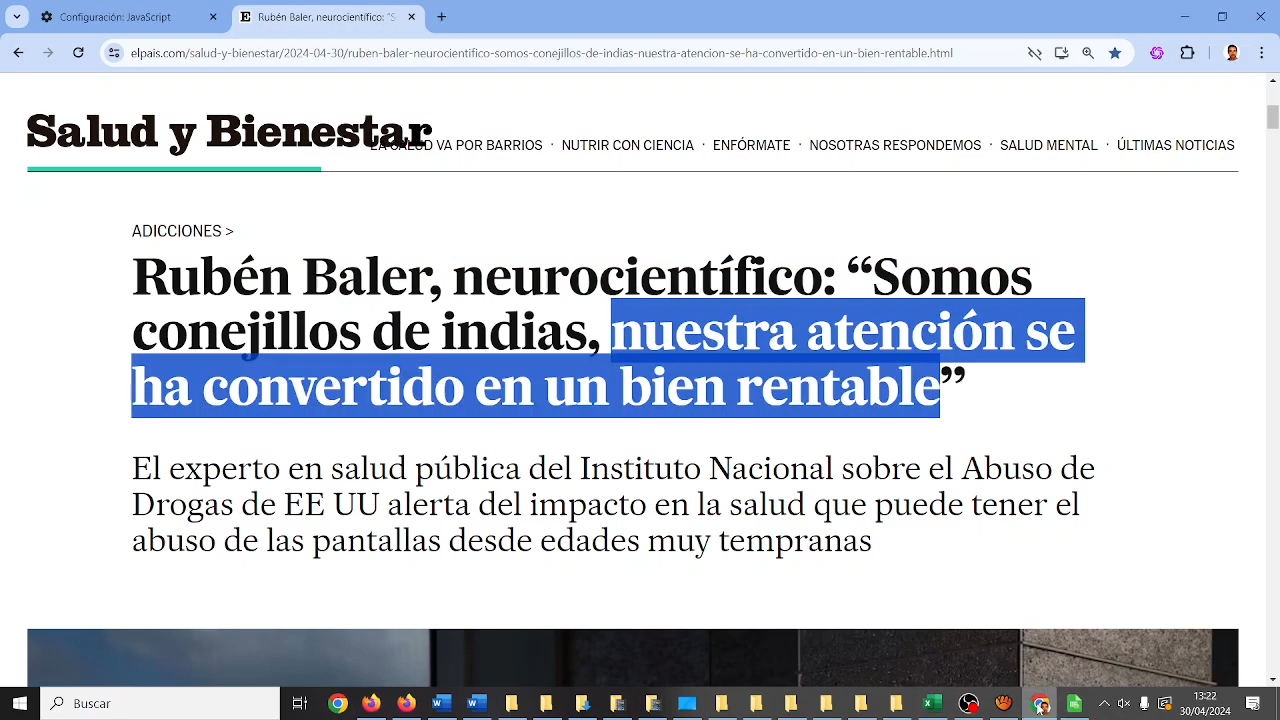 Configuración: JavaScript
Rubén Baler, neurocientífico: “S
elpais.com/salud-y-bienestar/2024-04-30/ruben-baler-neurocientifico-somos-conejillos-de-indias-nuestra-atencion-se-ha-convertido-en-un-bien-rentable.html
Salud y Bienestar
LA SALUD VA POR BARRIOS · NUTRIR CON CIENCIA · ENFÓRMATE · NOSOTRAS RESPONDEMOS · SALUD MENTAL · ÚLTIMAS NOTICIAS
ADICCIONES >
Rubén Baler, neurocientífico: “Somos
conejillos de indias, nuestra atención se
ha convertido en un bien rentable”
El experto en salud pública del Instituto Nacional sobre el Abuso de
Drogas de EE UU alerta del impacto en la salud que puede tener el
abuso de las pantallas desde edades muy tempranas
Buscar
13:22
30/04/2024